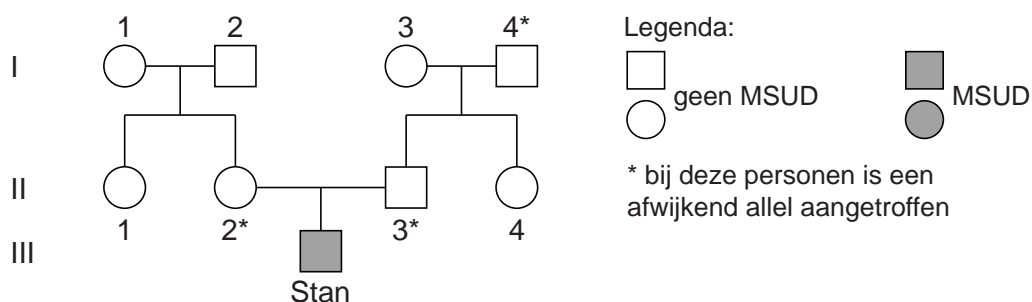 1 2 3 4*
Legenda:
I
geen MSUD
MSUD
II
* bij deze personen is een
afwijkend allel aangetroffen
1 2* 3* 4
III
Stan